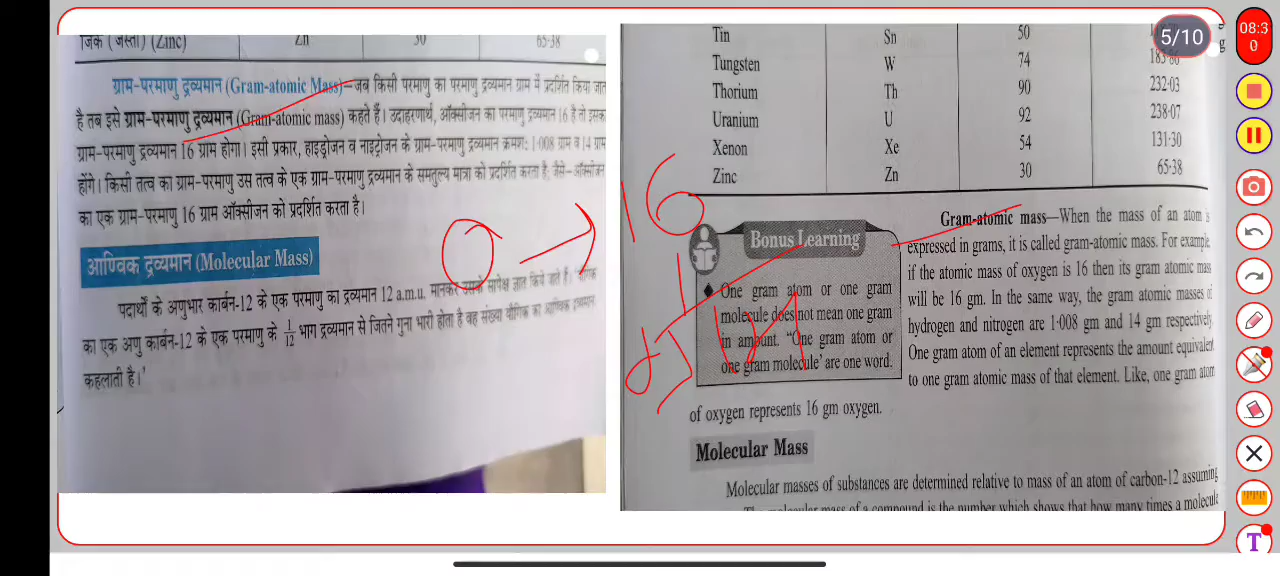 जिंक (जस्ता) (Zinc) Zn 30 65·38
ग्राम-परमाणु द्रव्यमान (Gram-atomic Mass)–जब किसी परमाणु का परमाणु द्रव्यमान ग्राम में प्रदर्शित किया जात
है तब इसे ग्राम-परमाणु द्रव्यमान (Gram-atomic mass) कहते हैं। उदाहरणार्थ, ऑक्सीजन का परमाणु द्रव्यमान 16 है तो इसका
ग्राम-परमाणु द्रव्यमान 16 ग्राम होगा। इसी प्रकार, हाइड्रोजन व नाइट्रोजन के ग्राम-परमाणु द्रव्यमान क्रमशः 1·008 ग्राम व 14 ग्राम
होंगे। किसी तत्व का ग्राम-परमाणु उस तत्व के एक ग्राम-परमाणु द्रव्यमान के समतुल्य मात्रा को प्रदर्शित करता है; जैसे–ऑक्सीजन
का एक ग्राम-परमाणु 16 ग्राम ऑक्सीजन को प्रदर्शित करता है।
आण्विक द्रव्यमान (Molecular Mass)
पदार्थों के अणुभार कार्बन-12 के एक परमाणु का द्रव्यमान 12 a.m.u. मानकर उसके सापेक्ष ज्ञात किये जाते हैं। 'यौगिक
का एक अणु कार्बन-12 के एक परमाणु के 1/12 भाग द्रव्यमान से जितने गुना भारी होता है वह संख्या यौगिक का आण्विक द्रव्यमान
कहलाती है।'
Tin Sn 50
Tungsten W 74 183·86
Thorium Th 90 232·03
Uranium U 92 238·07
Xenon Xe 54 131·30
Zinc Zn 30 65·38
Bonus Learning
One gram atom or one gram
molecule does not mean one gram
in amount. “One gram atom or
one gram molecule’ are one word.
Gram-atomic mass—When the mass of an atom is
expressed in grams, it is called gram-atomic mass. For example,
if the atomic mass of oxygen is 16 then its gram atomic mass
will be 16 gm. In the same way, the gram atomic masses of
hydrogen and nitrogen are 1·008 gm and 14 gm respectively.
One gram atom of an element represents the amount equivalent
to one gram atomic mass of that element. Like, one gram atom
of oxygen represents 16 gm oxygen.
Molecular Mass
Molecular masses of substances are determined relative to mass of an atom of carbon-12 assuming
molecular mass of a compound is the number which shows that how many times a molecule
O → 16
5/10
08:30
T